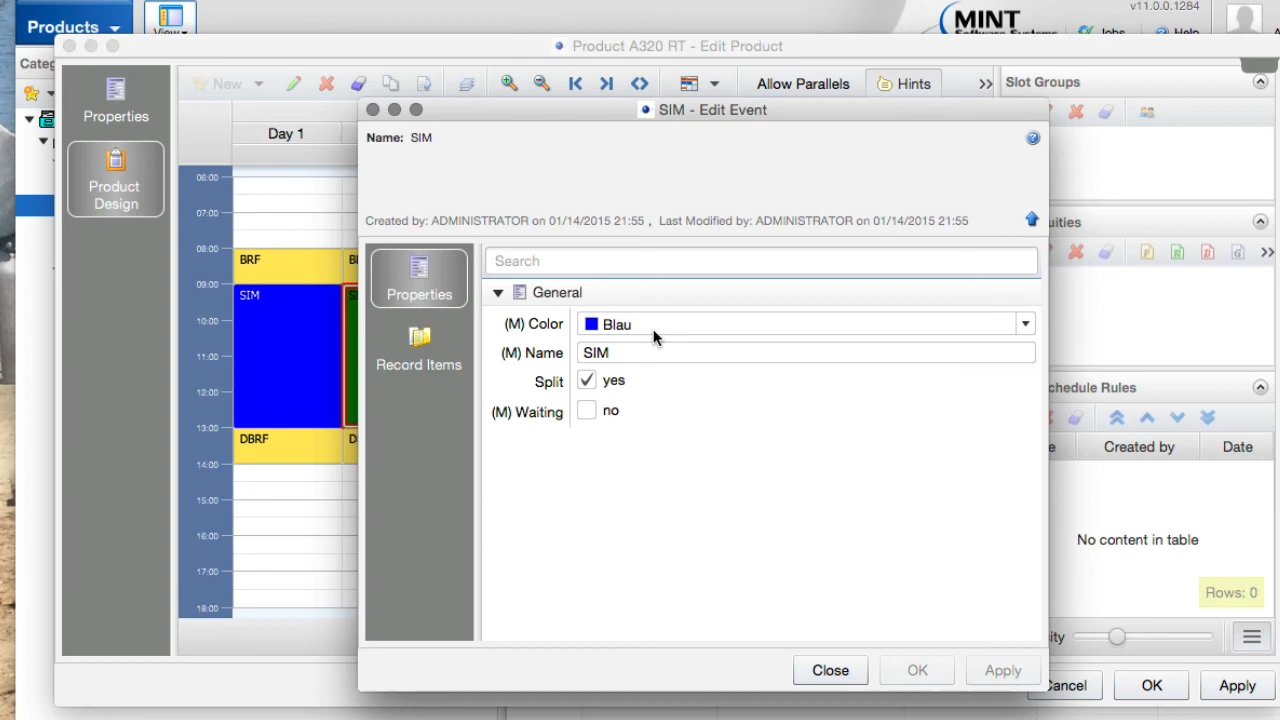 Products
View
MINT
Software Systems
Jobs
Help
v11.0.0.1284
Product A320 RT - Edit Product
Properties
Product
Design
New
Allow Parallels
Hints
>>
Slot Groups
Day 1
06:00
07:00
08:00
09:00
10:00
11:00
12:00
13:00
14:00
15:00
16:00
17:00
18:00
BRF
SIM
DBRF
SIM - Edit Event
Name: SIM
Created by: ADMINISTRATOR on 01/14/2015 21:55 , Last Modified by: ADMINISTRATOR on 01/14/2015 21:55
Properties
Record Items
Search
General
(M) Color Blau
(M) Name SIM
Split yes
(M) Waiting no
Close OK Apply
uities
P R D G >>
chedule Rules
e Created by Date
No content in table
Rows: 0
ity
Cancel OK Apply